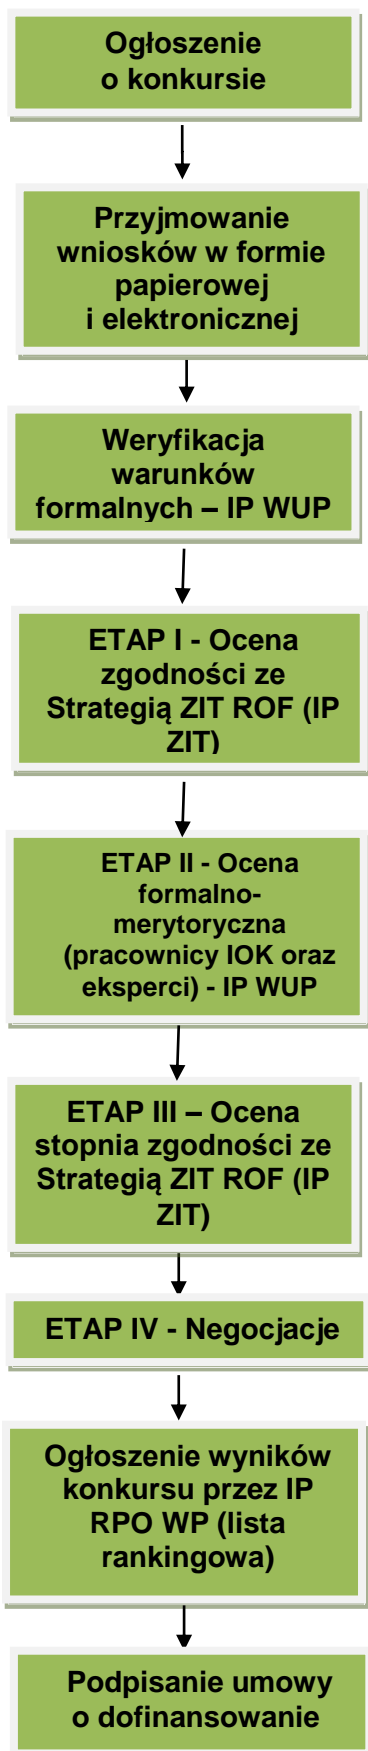 Ogłoszenie
o konkursie
Przyjmowanie
wniosków w formie
papierowej
i elektronicznej
Weryfikacja
warunków
formalnych – IP WUP
ETAP I - Ocena
zgodności ze
Strategią ZIT ROF (IP
ZIT)
ETAP II - Ocena
formalno-
merytoryczna
(pracownicy IOK oraz
eksperci) - IP WUP
ETAP III – Ocena
stopnia zgodności ze
Strategią ZIT ROF (IP
ZIT)
ETAP IV - Negocjacje
Ogłoszenie wyników
konkursu przez IP
RPO WP (lista
rankingowa)
Podpisanie umowy
o dofinansowanie